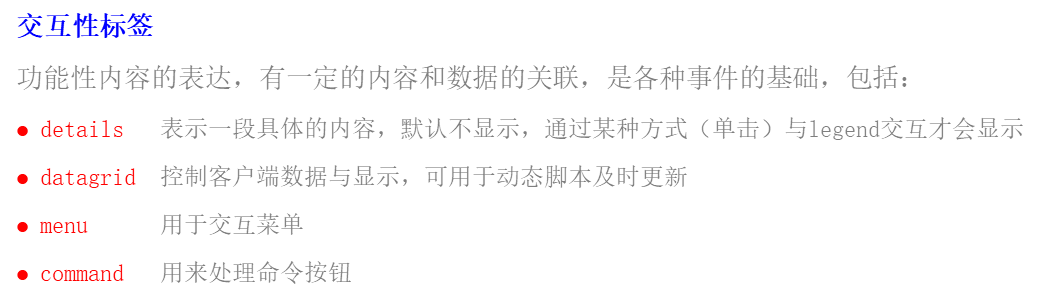 交互性标签
功能性内容的表达，有一定的内容和数据的关联，是各种事件的基础，包括：
● details 表示一段具体的内容，默认不显示，通过某种方式（单击）与legend交互才会显示
● datagrid 控制客户端数据与显示，可用于动态脚本及时更新
● menu 用于交互菜单
● command 用来处理命令按钮